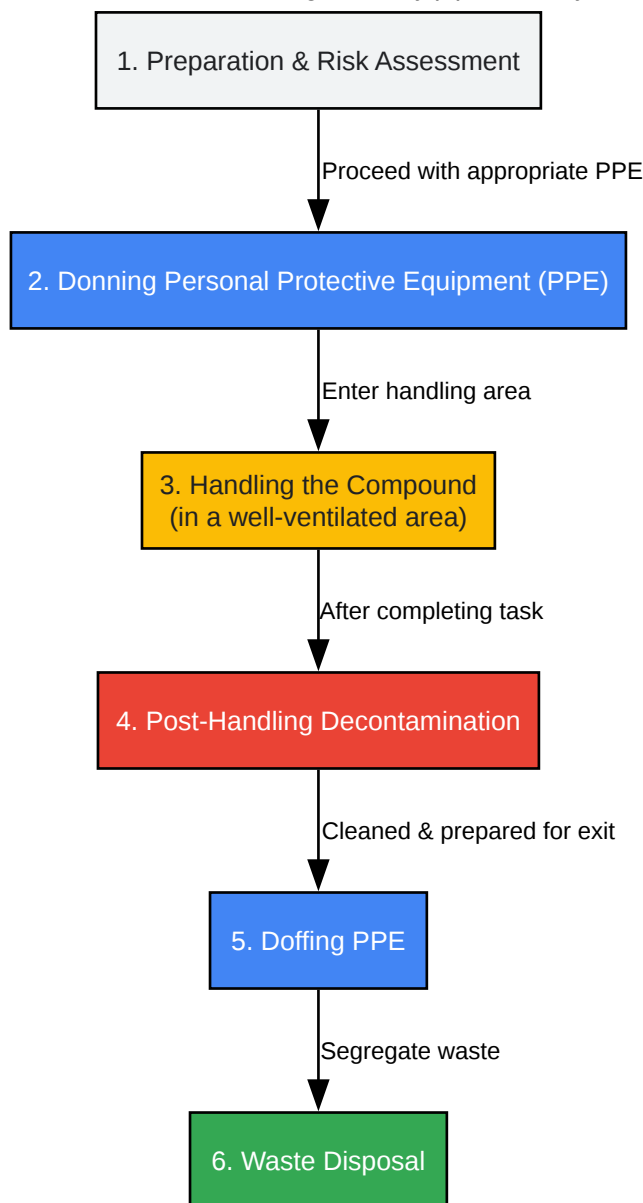 1. Preparation & Risk Assessment
Proceed with appropriate PPE
2. Donning Personal Protective Equipment (PPE)
Enter handling area
3. Handling the Compound
(in a well-ventilated area)
After completing task
4. Post-Handling Decontamination
Cleaned & prepared for exit
5. Doffing PPE
Segregate waste
6. Waste Disposal